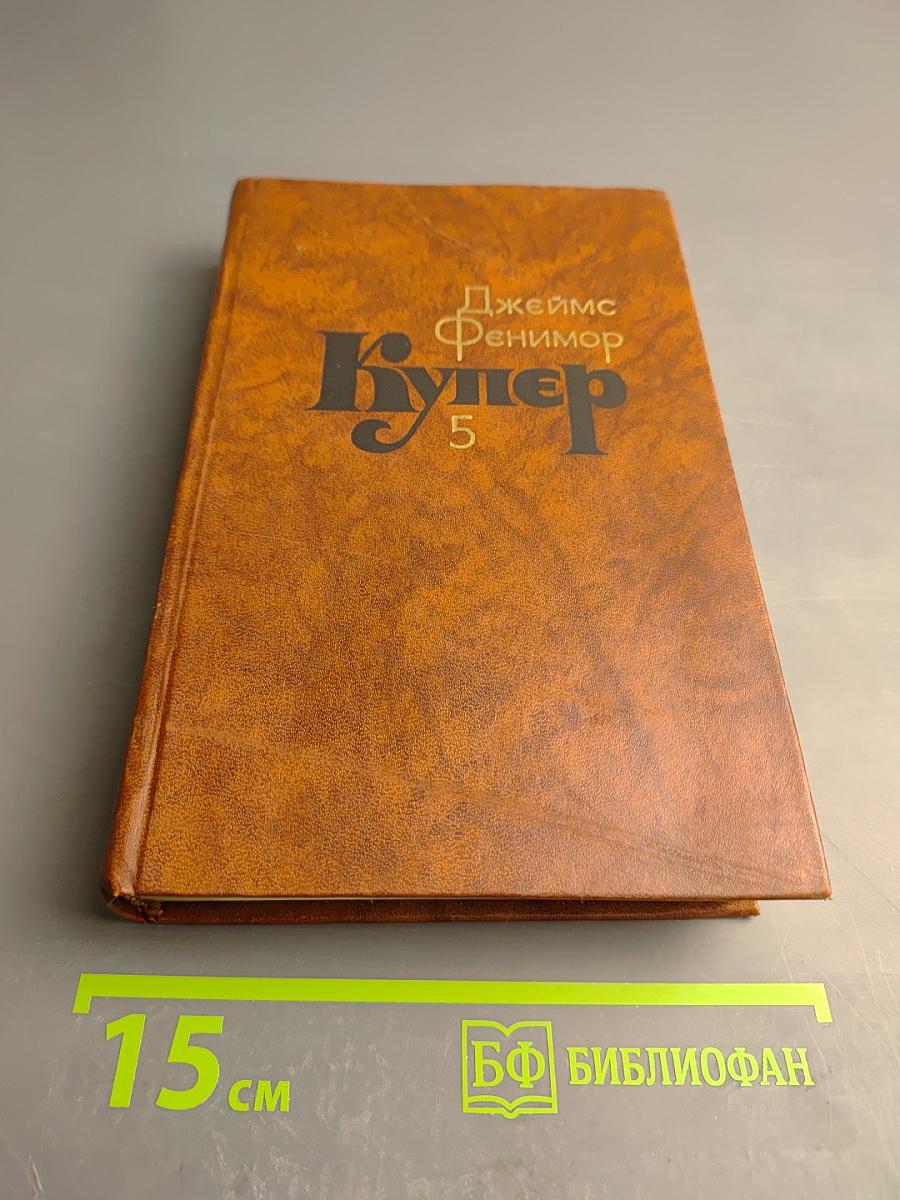 Джеймс
Фенимор
Купер
5
15 см
БФ БИБЛИОФАН